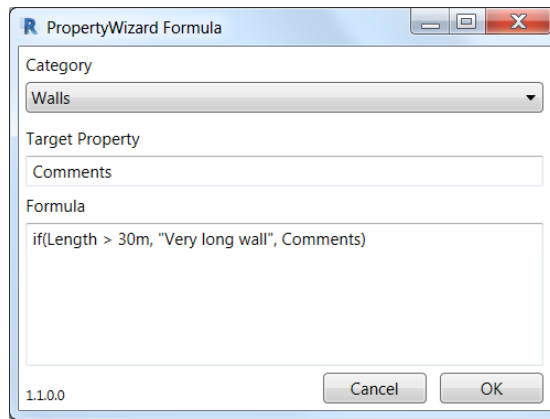 PropertyWizard Formula
Category
Walls
Target Property
Comments
Formula
if(Length > 30m, "Very long wall", Comments)
1.1.0.0
Cancel
OK